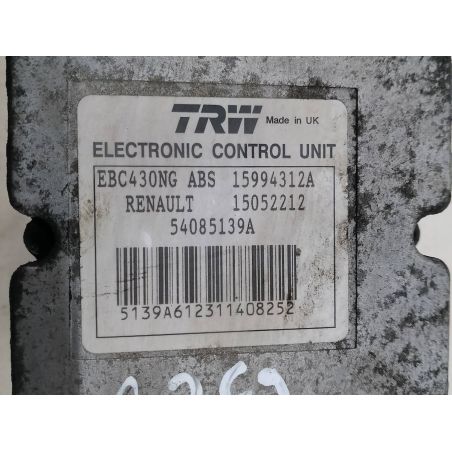 TRW Made in UK
ELECTRONIC CONTROL UNIT
EBC430NG ABS 15994312A
RENAULT 15052212
54085139A
5139A612311408252